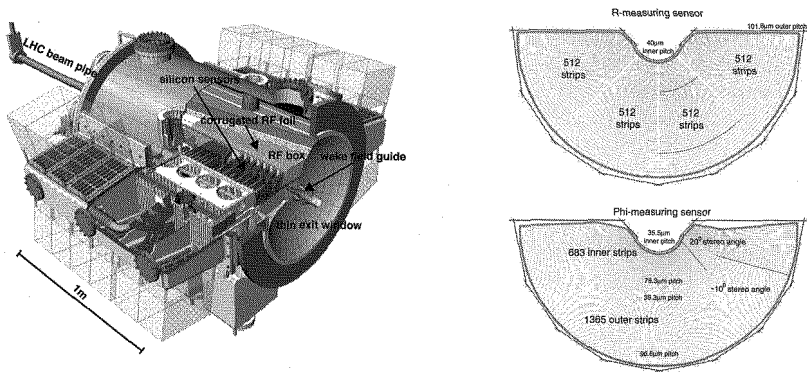 LHC beam pipe
silicon sensors
corrugated RF foil
RF box
wake field guide
thin exit window
1m
R-measuring sensor
101.6µm outer pitch
40µm
inner pitch
512
strips
512
strips
512
strips
512
strips
Phi-measuring sensor
35.5µm
inner pitch
20° stereo angle
683 inner strips
78.3µm pitch
39.3µm pitch
-10° stereo angle
1365 outer strips
96.6µm pitch